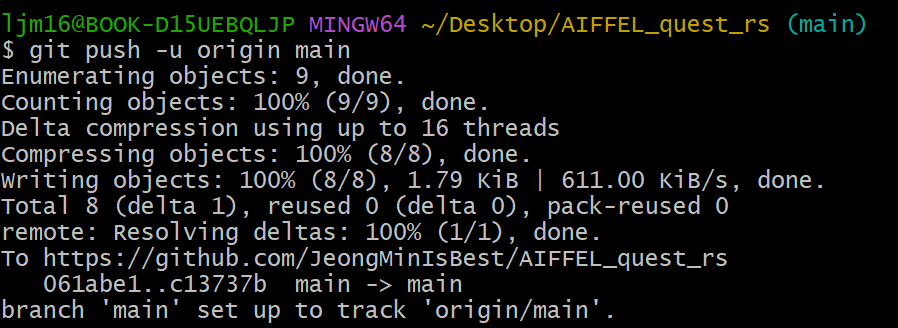 ljm16@BOOK-D15UEBQLJP MINGW64 ~/Desktop/AIFFEL_quest_rs (main)
$ git push -u origin main
Enumerating objects: 9, done.
Counting objects: 100% (9/9), done.
Delta compression using up to 16 threads
Compressing objects: 100% (8/8), done.
Writing objects: 100% (8/8), 1.79 KiB | 611.00 KiB/s, done.
Total 8 (delta 1), reused 0 (delta 0), pack-reused 0
remote: Resolving deltas: 100% (1/1), done.
To https://github.com/JeongMinIsBest/AIFFEL_quest_rs
   061abe1..c13737b  main -> main
branch 'main' set up to track 'origin/main'.